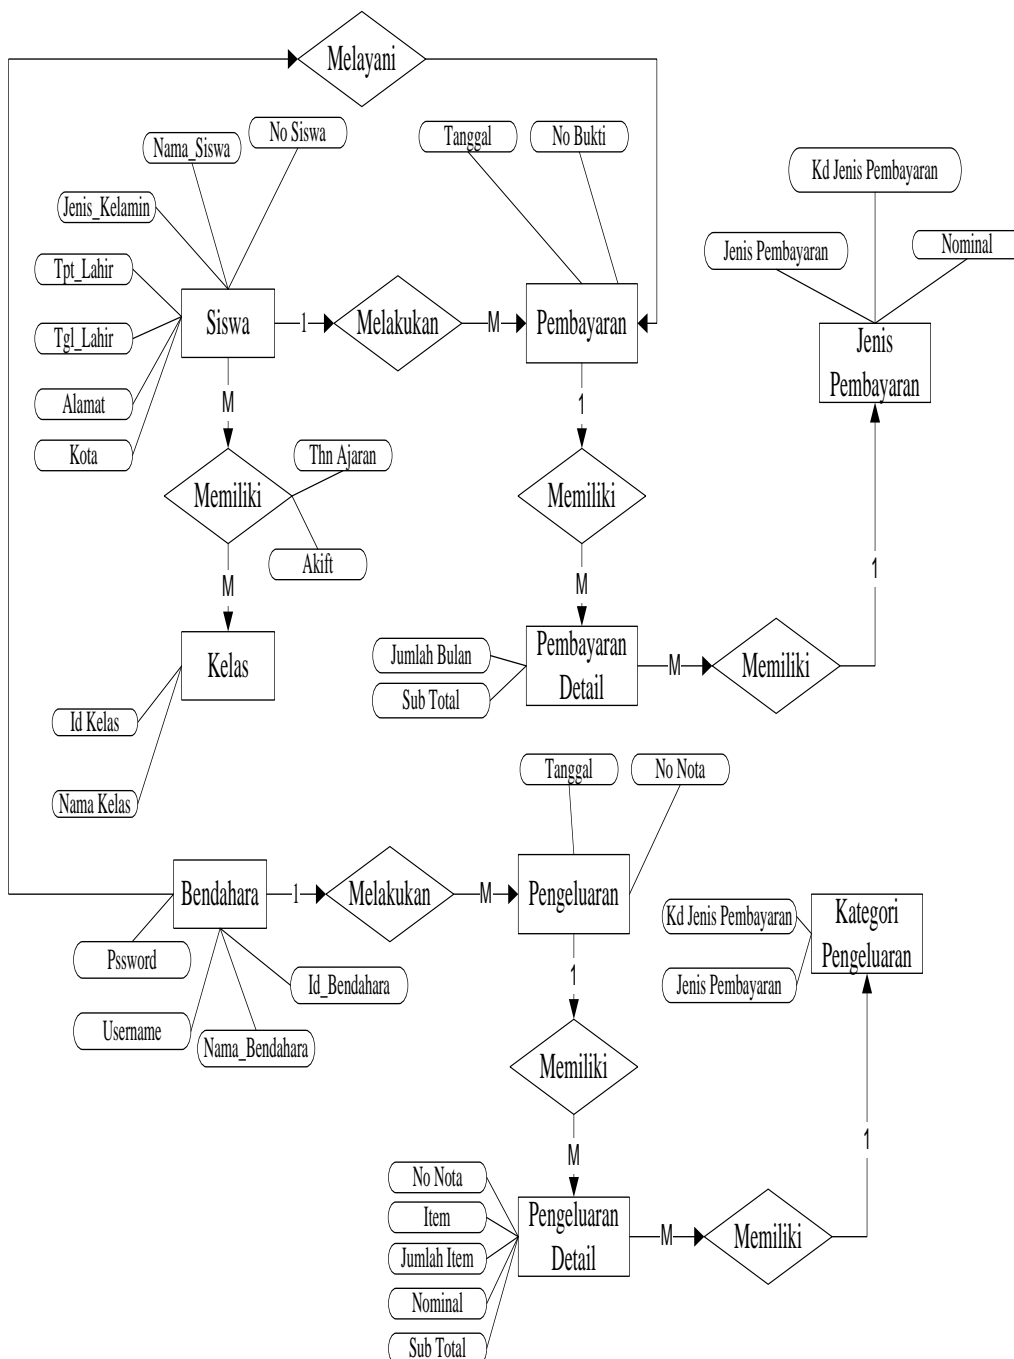 Melayani
No Siswa
Nama_Siswa
Tanggal
No Bukti
Kd Jenis Pembayaran
Jenis_Kelamin
Jenis Pembayaran
Nominal
Tpt_Lahir
Siswa
1
Melakukan
M
Pembayaran
Tgl_Lahir
Jenis
Pembayaran
Alamat
M
1
Kota
Thn Ajaran
Memiliki
Memiliki
Akift
M
M
1
Kelas
Jumlah Bulan
Sub Total
Pembayaran
Detail
M
Memiliki
Id Kelas
Nama Kelas
Tanggal
No Nota
Bendahara
1
Melakukan
M
Pengeluaran
Kd Jenis Pembayaran
Jenis Pembayaran
Kategori
Pengeluaran
Pssword
Id_Bendahara
Username
Nama_Bendahara
1
Memiliki
M
1
No Nota
Item
Jumlah Item
Nominal
Sub Total
Pengeluaran
Detail
M
Memiliki